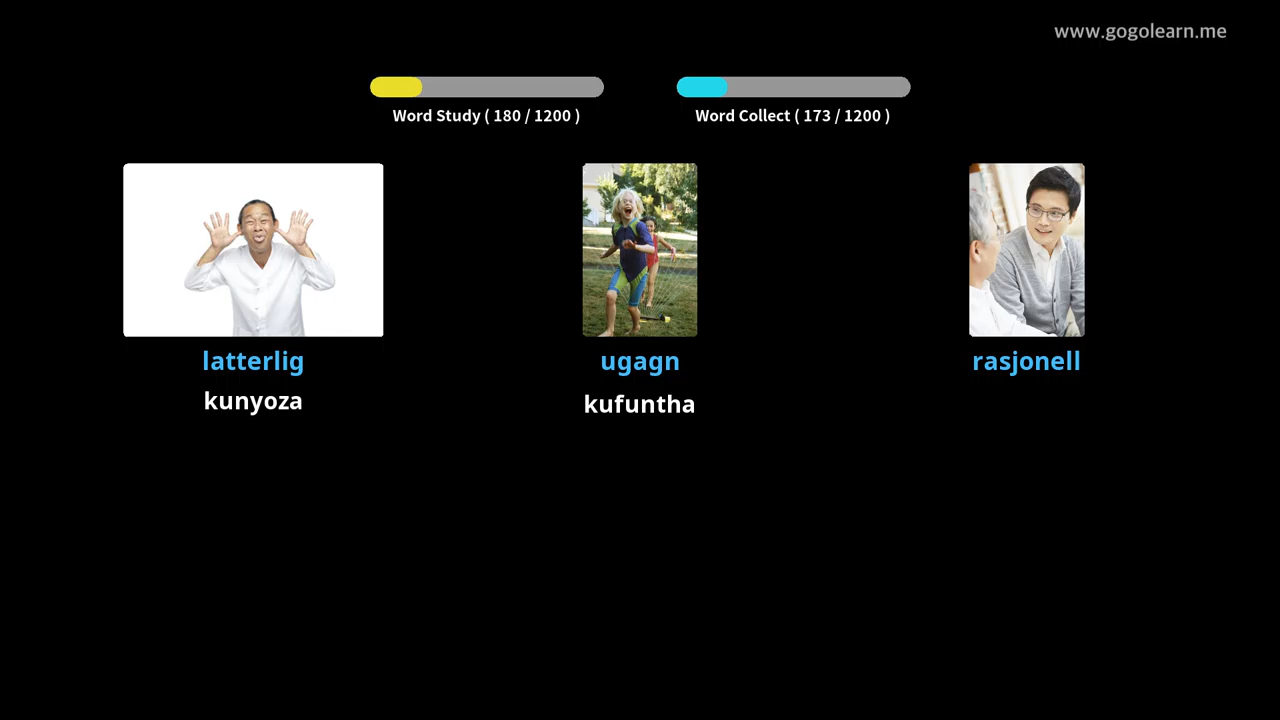 www.gogolearn.me
Word Study ( 180 / 1200 )
Word Collect ( 173 / 1200 )
latterlig
ugagn
rasjonell
kunyoza
kufuntha